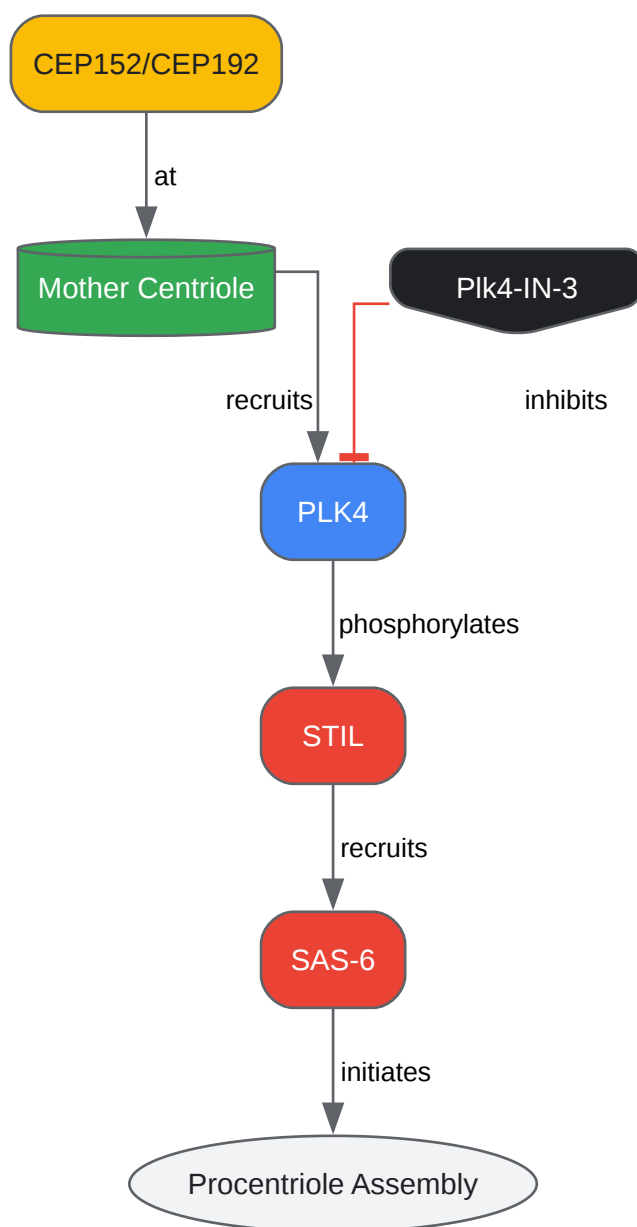 CEP152/CEP192
at
Mother Centriole
Plk4-IN-3
recruits
inhibits
PLK4
phosphorylates
STIL
recruits
SAS-6
initiates
Procentriole Assembly